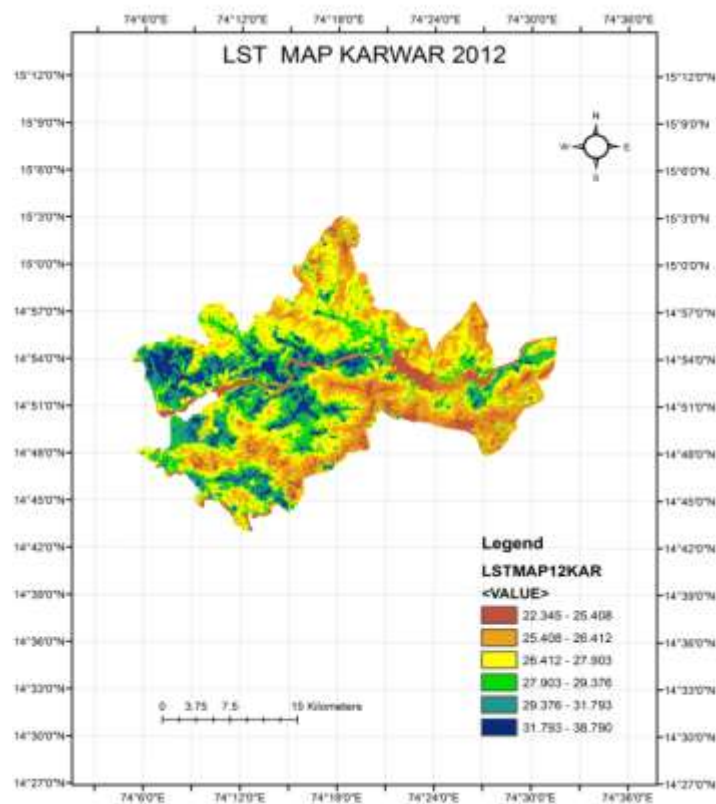 74°6'0"E 74°12'0"E 74°18'0"E 74°24'0"E 74°30'0"E 74°36'0"E
LST MAP KARWAR 2012
15°12'0"N 15°12'0"N
15°9'0"N 15°9'0"N
N
W E
S
15°6'0"N 15°6'0"N
15°3'0"N 15°3'0"N
15°0'0"N 15°0'0"N
14°57'0"N 14°57'0"N
14°54'0"N 14°54'0"N
14°51'0"N 14°51'0"N
14°48'0"N 14°48'0"N
14°45'0"N 14°45'0"N
14°42'0"N 14°42'0"N
Legend
LSTMAP12KAR
14°39'0"N 14°39'0"N
<VALUE>
22.345 - 25.408
14°36'0"N 14°36'0"N
25.408 - 26.412
26.412 - 27.903
14°33'0"N 14°33'0"N
27.903 - 29.376
0 3.75 7.5 15 Kilometers
29.376 - 31.793
14°30'0"N 14°30'0"N
31.793 - 38.790
14°27'0"N 14°27'0"N
74°6'0"E 74°12'0"E 74°18'0"E 74°24'0"E 74°30'0"E 74°36'0"E